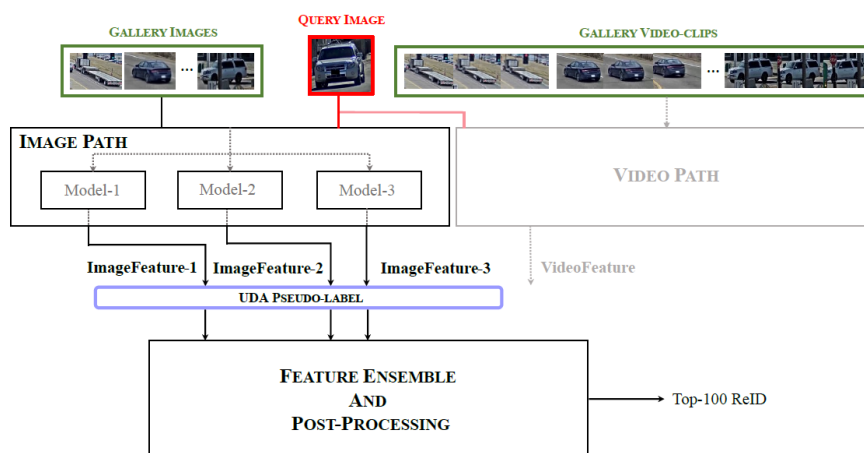 GALLERY IMAGES
QUERY IMAGE
GALLERY VIDEO-CLIPS
...
...
IMAGE PATH
VIDEO PATH
Model-1
Model-2
Model-3
ImageFeature-1
ImageFeature-2
ImageFeature-3
VideoFeature
UDA PSEUDO-LABEL
FEATURE ENSEMBLE
AND
POST-PROCESSING
Top-100 ReID